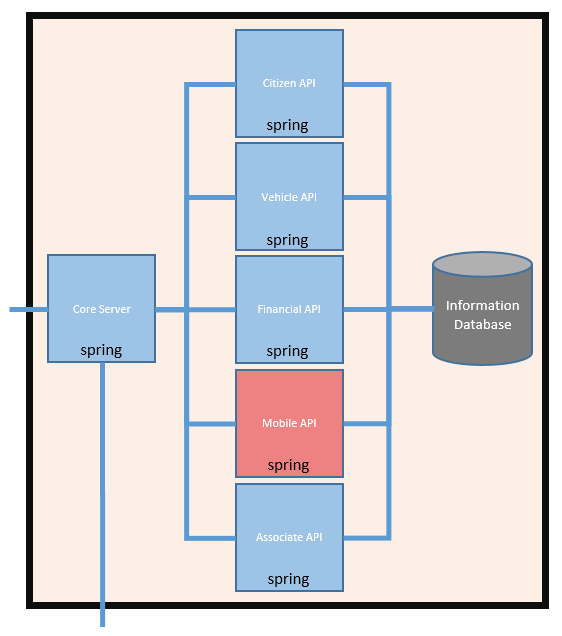 Citizen API
spring
Vehicle API
spring
Core Server
spring
Financial API
spring
Information
Database
Mobile API
spring
Associate API
spring